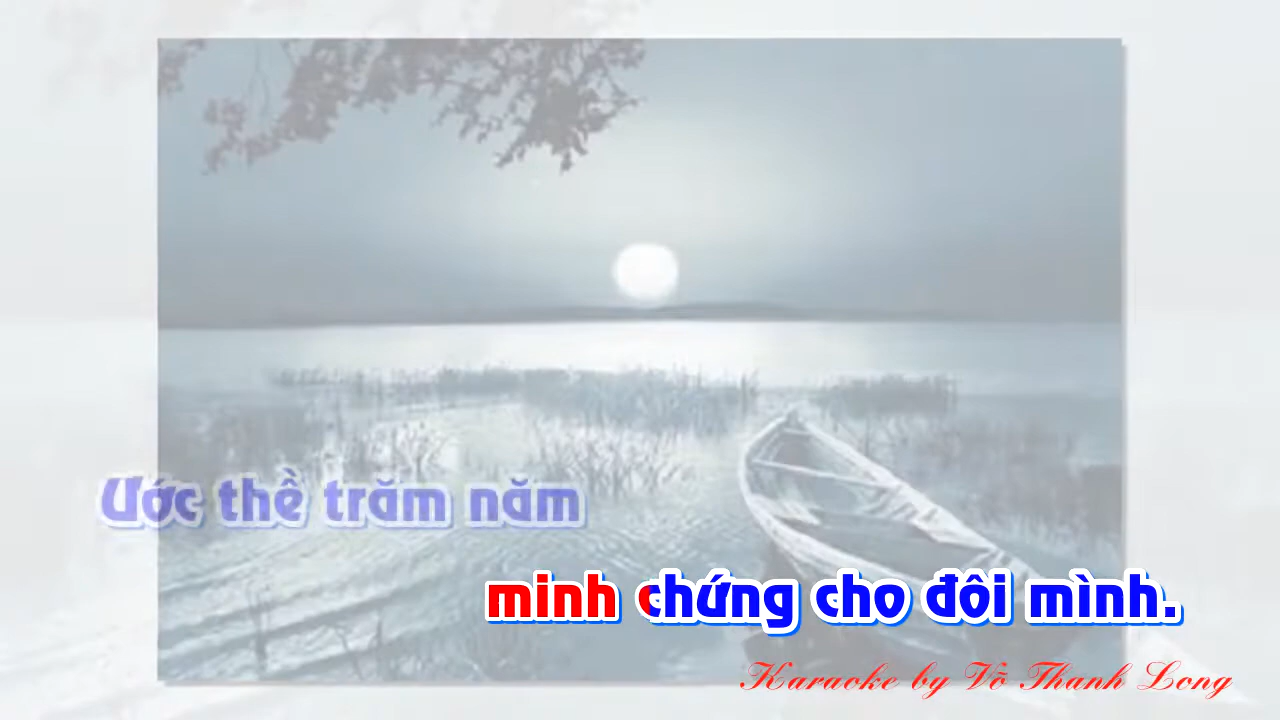 Ước thề trăm năm
minh chứng cho đôi mình.
Karaoke by Võ Thanh Long